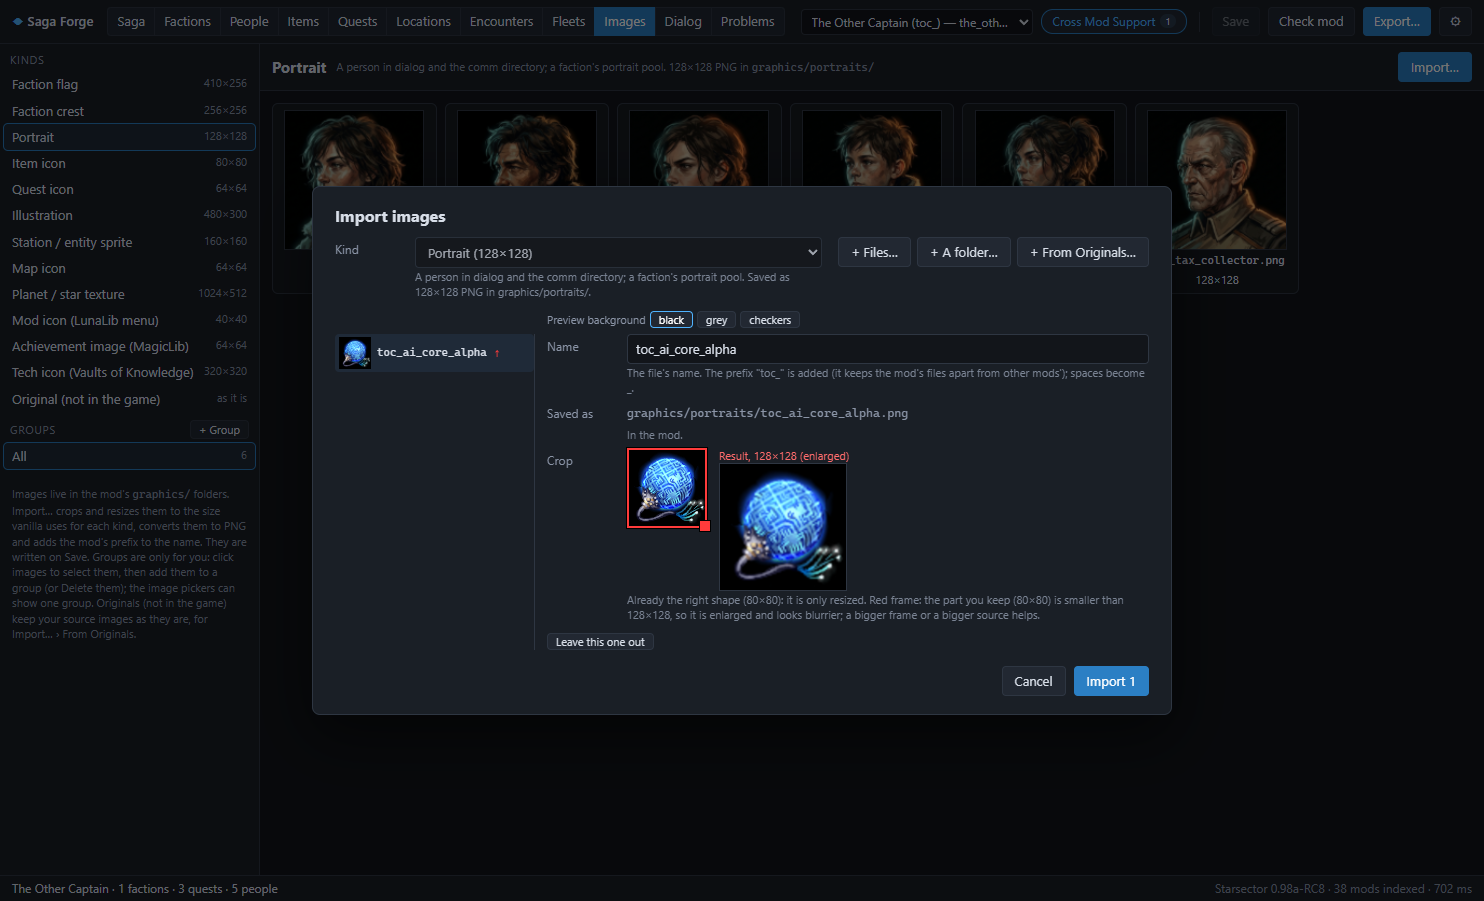 Saga Forge
Saga
Factions
People
Items
Quests
Locations
Encounters
Fleets
Images
Dialog
Problems
The Other Captain (toc_) — the_oth...
Cross Mod Support 1
Save
Check mod
Export...
KINDS
Faction flag 410×256
Faction crest 256×256
Portrait 128×128
Item icon 80×80
Quest icon 64×64
Illustration 480×300
Station / entity sprite 160×160
Map icon 64×64
Planet / star texture 1024×512
Mod icon (LunaLib menu) 40×40
Achievement image (MagicLib) 64×64
Tech icon (Vaults of Knowledge) 320×320
Original (not in the game) as it is
GROUPS
+ Group
All 6
Images live in the mod's graphics/ folders.
Import... crops and resizes them to the size
vanilla uses for each kind, converts them to PNG
and adds the mod's prefix to the name. They are
written on Save. Groups are only for you: click
images to select them, then add them to a
group (or Delete them); the image pickers can
show one group. Originals (not in the game)
keep your source images as they are, for
Import... › From Originals.
Portrait
A person in dialog and the comm directory; a faction's portrait pool. 128×128 PNG in graphics/portraits/
Import...
_tax_collector.png
128×128
Import images
Kind
Portrait (128×128)
+ Files...
+ A folder...
+ From Originals...
A person in dialog and the comm directory; a faction's portrait pool. Saved as
128×128 PNG in graphics/portraits/.
Preview background
black
grey
checkers
toc_ai_core_alpha ↑
Name
toc_ai_core_alpha
The file's name. The prefix "toc_" is added (it keeps the mod's files apart from other mods'); spaces become
_.
Saved as
graphics/portraits/toc_ai_core_alpha.png
In the mod.
Crop
Result, 128×128 (enlarged)
Already the right shape (80×80): it is only resized. Red frame: the part you keep (80×80) is smaller than
128×128, so it is enlarged and looks blurrier; a bigger frame or a bigger source helps.
Leave this one out
Cancel
Import 1
The Other Captain · 1 factions · 3 quests · 5 people
Starsector 0.98a-RC8 · 38 mods indexed · 702 ms